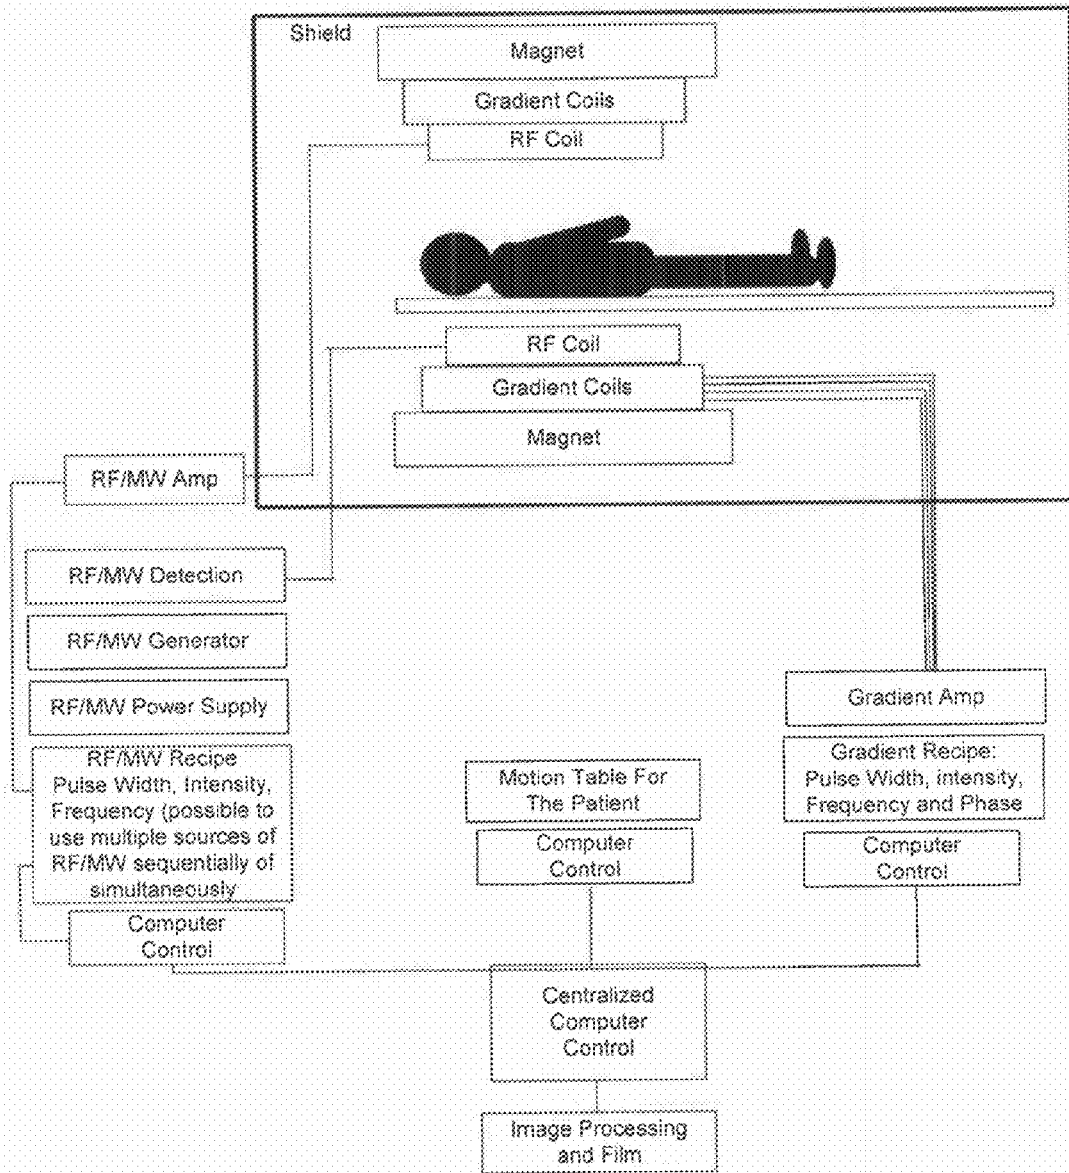 Shield
Magnet
Gradient Coils
RF Coil
RF Coil
Gradient Coils
Magnet
RF/MW Amp
RF/MW Detection
RF/MW Generator
RF/MW Power Supply
RF/MW Recipe
Pulse Width, Intensity,
Frequency (possible to
use multiple sources of
RF/MW sequentially of
simultaneously
Computer
Control
Motion Table For
The Patient
Computer
Control
Gradient Amp
Gradient Recipe:
Pulse Width, intensity,
Frequency and Phase
Computer
Control
Centralized
Computer
Control
Image Processing
and Film